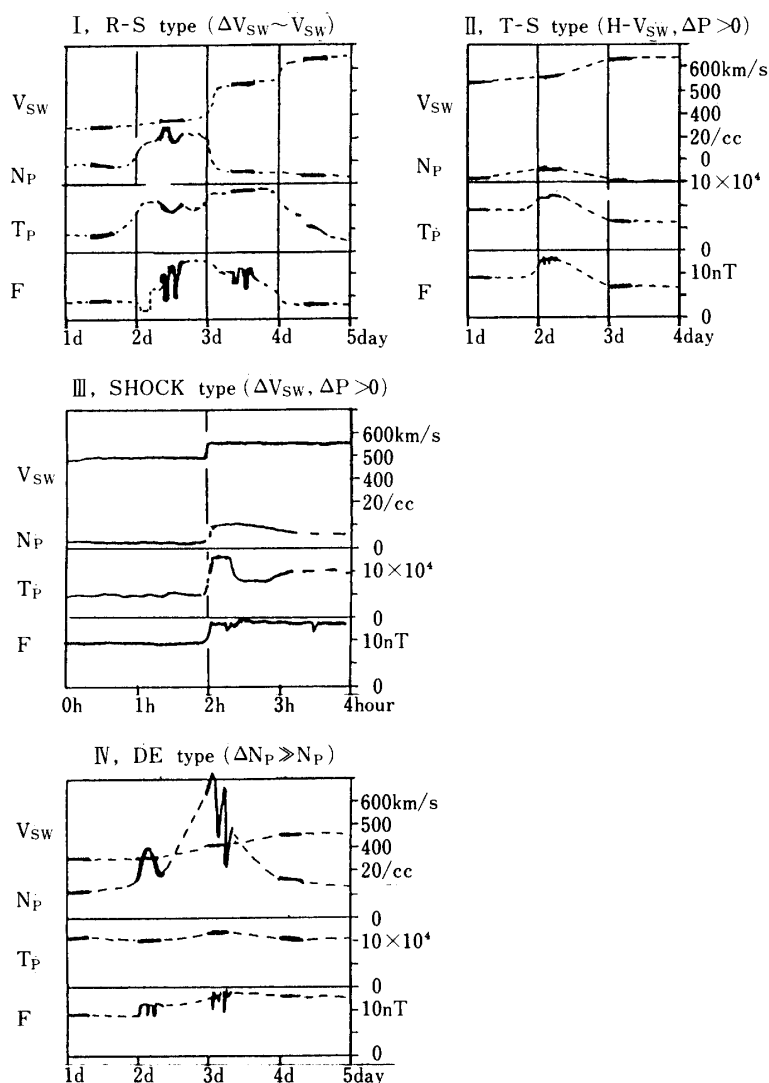 I, R-S type (ΔV_SW~V_SW)
V_SW
N_P
T_P
F
1d 2d 3d 4d 5day
II, T-S type (H-V_SW, ΔP>0)
V_SW
N_P
T_P
F
600km/s
500
400
20/cc
0
10×10⁴
0
10nT
0
1d 2d 3d 4day
III, SHOCK type (ΔV_SW, ΔP>0)
V_SW
N_P
T_P
F
600km/s
500
400
20/cc
0
10×10⁴
0
10nT
0
0h 1h 2h 3h 4hour
IV, DE type (ΔN_P≫N_P)
V_SW
N_P
T_P
F
600km/s
500
400
20/cc
0
10×10⁴
0
10nT
0
1d 2d 3d 4d 5day